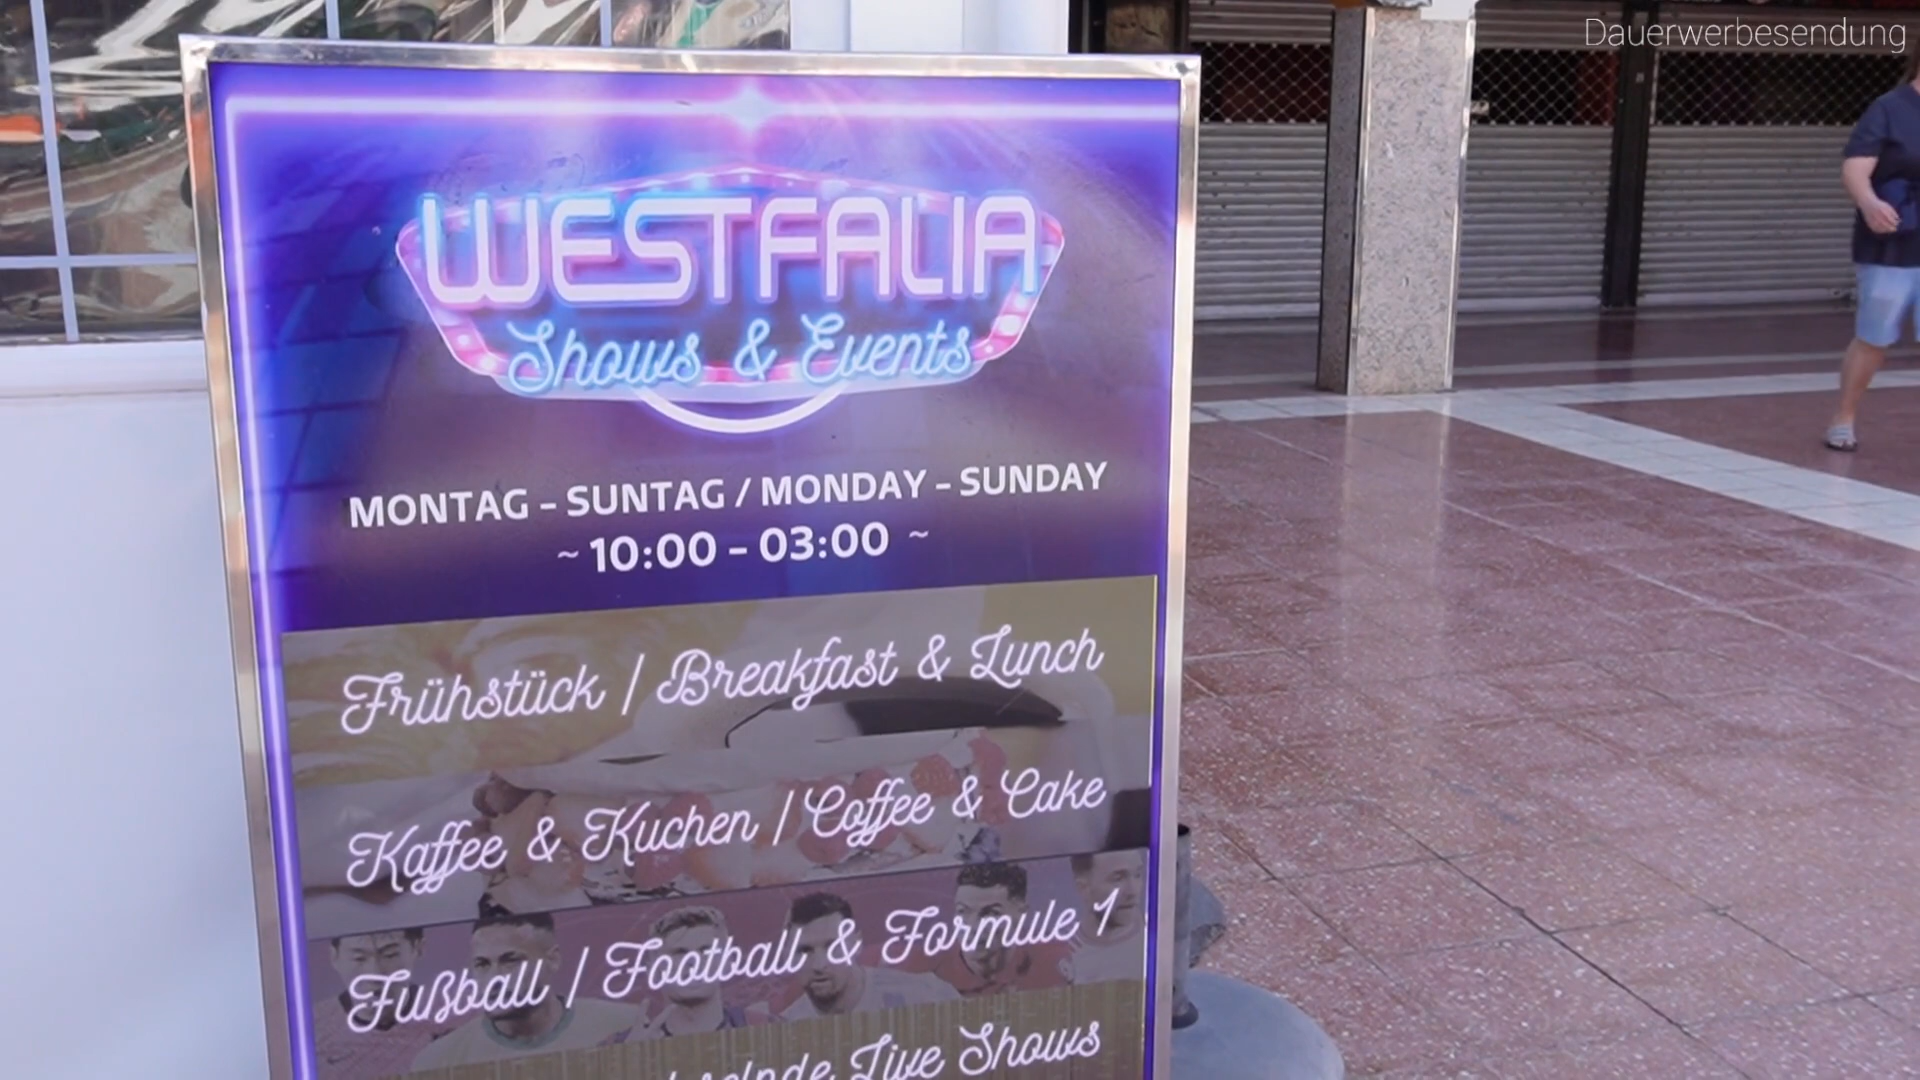 Dauerwerbesendung
WESTFALIA
Shows & Events
MONTAG – SUNTAG / MONDAY – SUNDAY
~ 10:00 – 03:00 ~
Frühstück / Breakfast & Lunch
Kaffee & Kuchen / Coffee & Cake
Fußball / Football & Formule 1
Live Shows